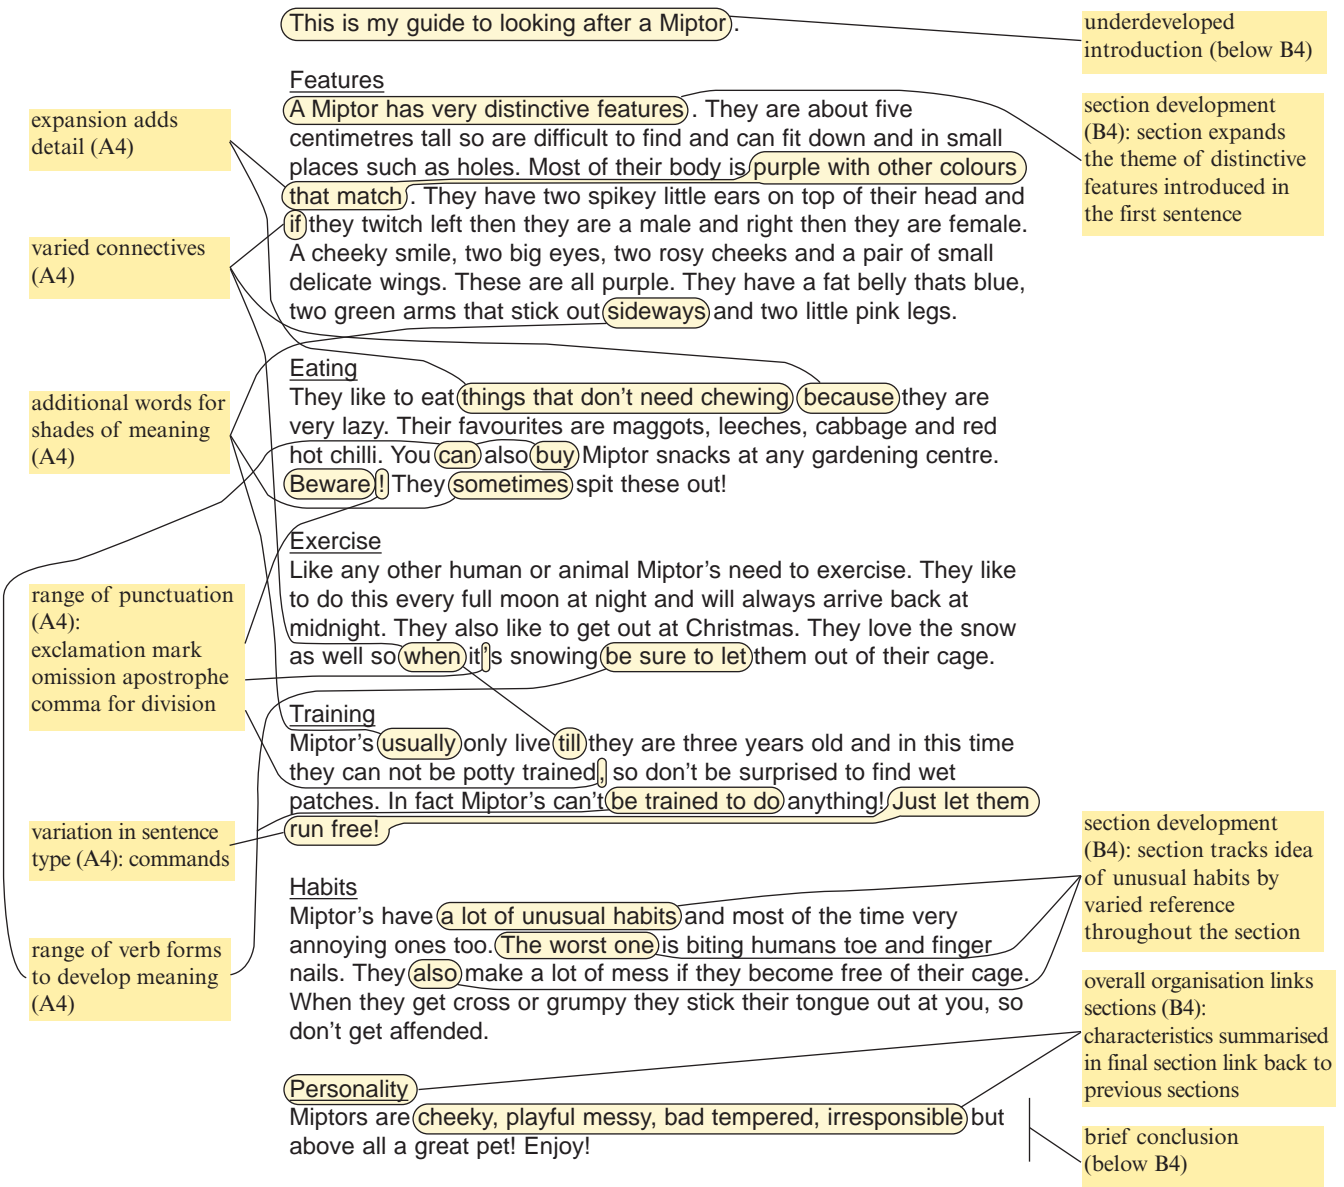 This is my guide to looking after a Miptor.
underdeveloped
introduction (below B4)
Features
A Miptor has very distinctive features. They are about five
centimetres tall so are difficult to find and can fit down and in small
places such as holes. Most of their body is purple with other colours
that match. They have two spikey little ears on top of their head and
if they twitch left then they are a male and right then they are female.
A cheeky smile, two big eyes, two rosy cheeks and a pair of small
delicate wings. These are all purple. They have a fat belly thats blue,
two green arms that stick out sideways and two little pink legs.
expansion adds
detail (A4)
section development
(B4): section expands
the theme of distinctive
features introduced in
the first sentence
varied connectives
(A4)
Eating
They like to eat things that don't need chewing because they are
very lazy. Their favourites are maggots, leeches, cabbage and red
hot chilli. You can also buy Miptor snacks at any gardening centre.
Beware! They sometimes spit these out!
additional words for
shades of meaning
(A4)
Exercise
Like any other human or animal Miptor's need to exercise. They like
to do this every full moon at night and will always arrive back at
midnight. They also like to get out at Christmas. They love the snow
as well so when it's snowing be sure to let them out of their cage.
range of punctuation
(A4):
exclamation mark
omission apostrophe
comma for division
Training
Miptor's usually only live till they are three years old and in this time
they can not be potty trained, so don't be surprised to find wet
patches. In fact Miptor's can't be trained to do anything! Just let them
run free!
variation in sentence
type (A4): commands
section development
(B4): section tracks idea
of unusual habits by
varied reference
throughout the section
Habits
Miptor's have a lot of unusual habits and most of the time very
annoying ones too. The worst one is biting humans toe and finger
nails. They also make a lot of mess if they become free of their cage.
When they get cross or grumpy they stick their tongue out at you, so
don't get affended.
range of verb forms
to develop meaning
(A4)
overall organisation links
sections (B4):
characteristics summarised
in final section link back to
previous sections
Personality
Miptors are cheeky, playful messy, bad tempered, irresponsible but
above all a great pet! Enjoy!
brief conclusion
(below B4)